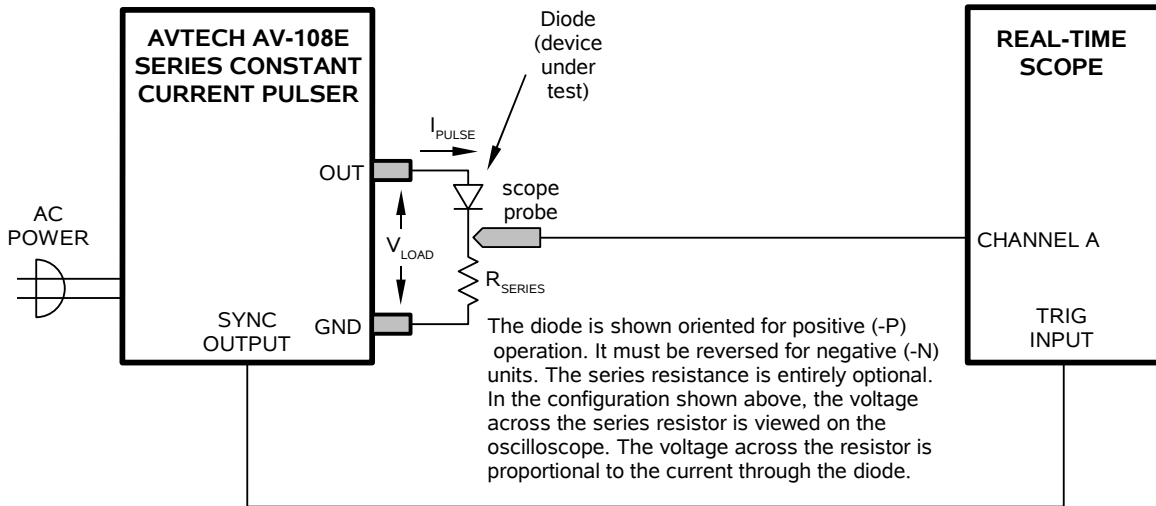 AVTECH AV-108E
SERIES CONSTANT
CURRENT PULSER
Diode
(device
under
test)
REAL-TIME
SCOPE
I PULSE
OUT
scope
probe
AC
POWER
V LOAD
CHANNEL A
R SERIES
SYNC
OUTPUT
GND
TRIG
INPUT
The diode is shown oriented for positive (-P)
operation. It must be reversed for negative (-N)
units. The series resistance is entirely optional.
In the configuration shown above, the voltage
across the series resistor is viewed on the
oscilloscope. The voltage across the resistor is
proportional to the current through the diode.